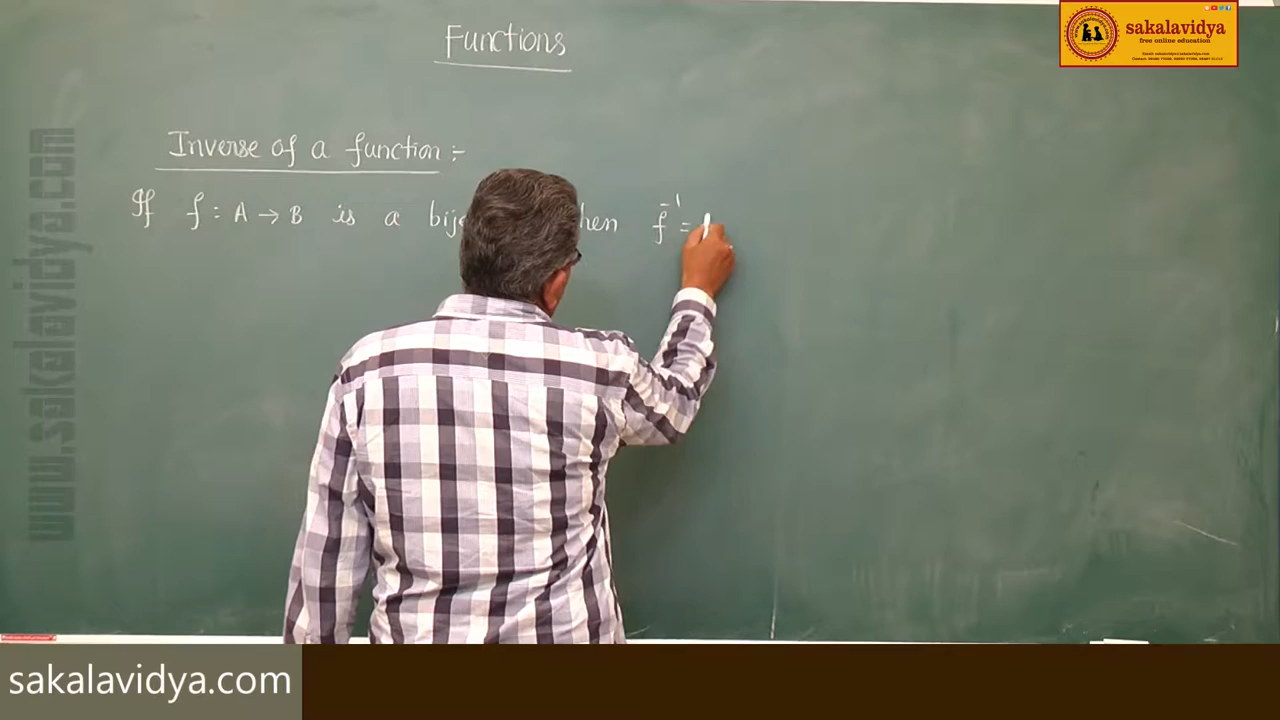 Functions
sakalavidya
free online education
Inverse of a function :-
If f : A → B is a bij hen f⁻¹ =
www.sakalavidya.com
sakalavidya.com